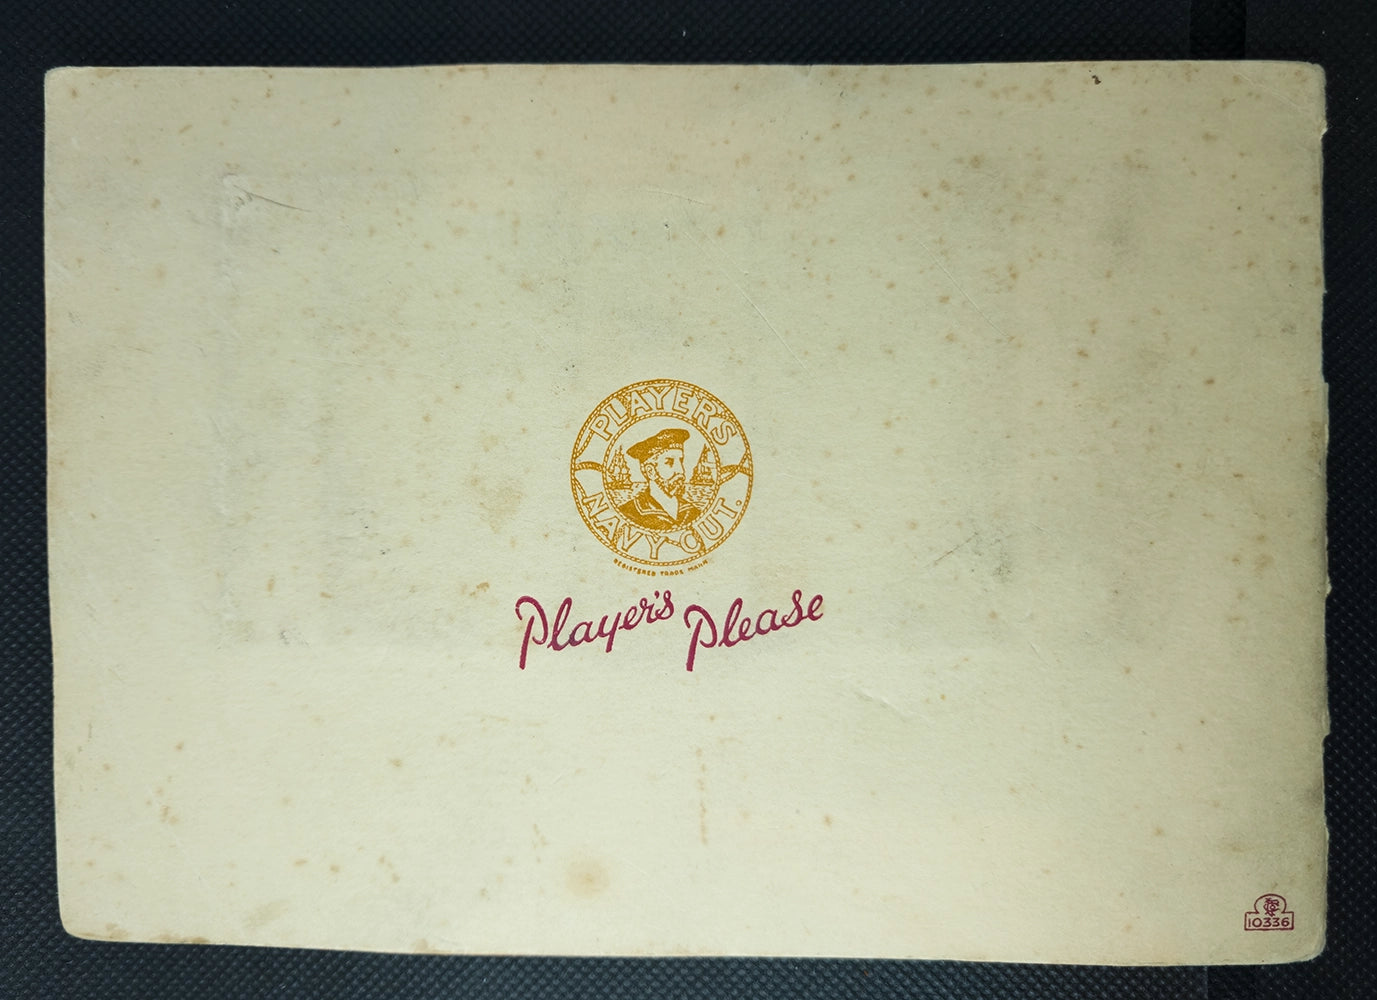 PLAYER'S
NAVY CUT.
REGISTERED TRADE MARK
Player's Please
10336